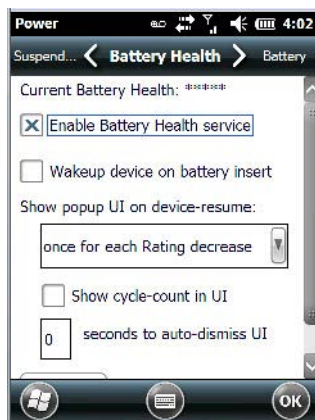 Power 4:02
Suspend... Battery Health Battery
Current Battery Health: *****
Enable Battery Health service
Wakeup device on battery insert
Show popup UI on device-resume:
once for each Rating decrease
Show cycle-count in UI
0 seconds to auto-dismiss UI
OK